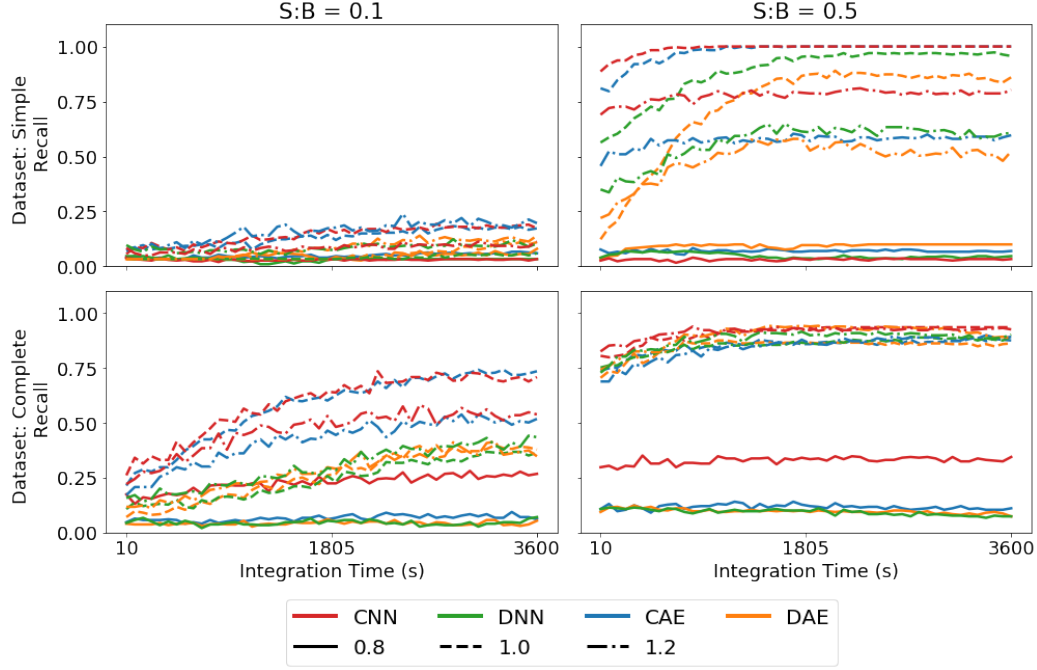 S:B = 0.1
S:B = 0.5
Dataset: Simple
Recall
1.00
0.75
0.50
0.25
0.00
Dataset: Complete
Recall
1.00
0.75
0.50
0.25
0.00
10 1805 3600
10 1805 3600
Integration Time (s)
Integration Time (s)
CNN DNN CAE DAE
0.8 1.0 1.2